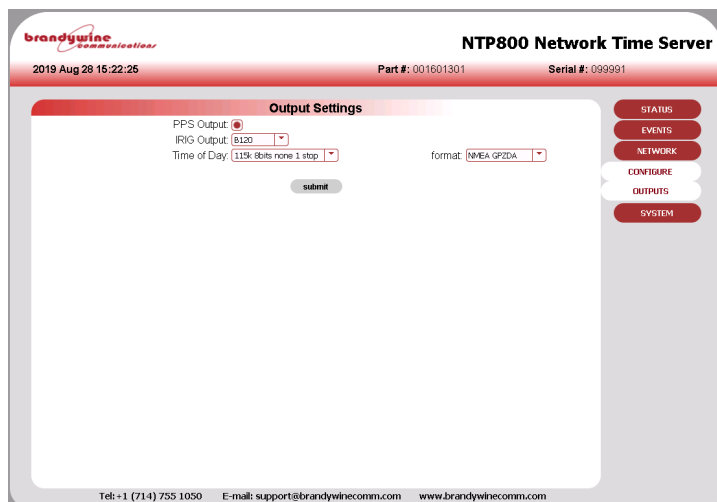 brandywine
communications
NTP800 Network Time Server
2019 Aug 28 15:22:25 Part #: 001601301 Serial #: 099991
Output Settings
PPS Output:
IRIG Output: B120
Time of Day: 115k 8bits none 1 stop format: NMEA GPZDA
submit
STATUS
EVENTS
NETWORK
CONFIGURE
OUTPUTS
SYSTEM
Tel:+1 (714) 755 1050 E-mail: support@brandywinecomm.com www.brandywinecomm.com